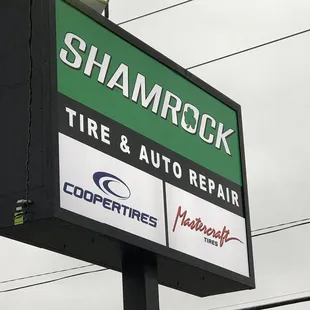 SHAMROCK
TIRE & AUTO REPAIR
COOPERTIRES
Mastercraft
TIRES